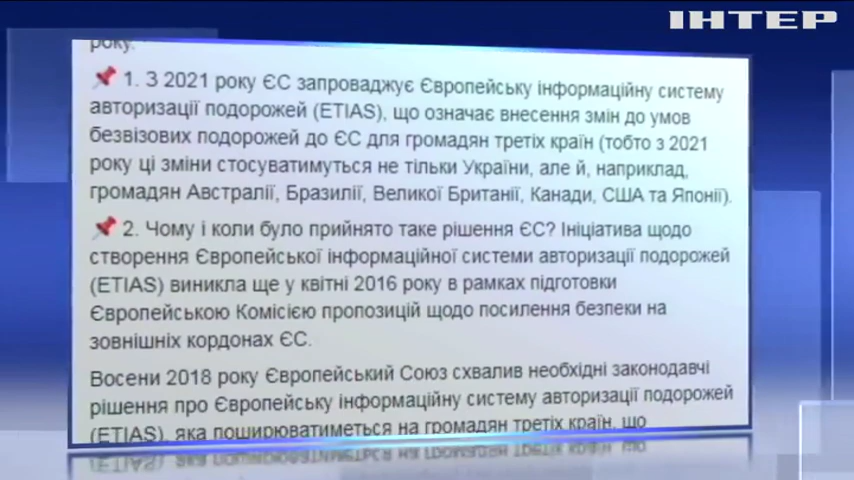 ІНТЕР
року.
📌 1. З 2021 року ЄС запроваджує Європейську інформаційну систему
авторизації подорожей (ETIAS), що означає внесення змін до умов
безвізових подорожей до ЄС для громадян третіх країн (тобто з 2021
року ці зміни стосуватимуться не тільки України, але й, наприклад,
громадян Австралії, Бразилії, Великої Британії, Канади, США та Японії).
📌 2. Чому і коли було прийнято таке рішення ЄС? Ініціатива щодо
створення Європейської інформаційної системи авторизації подорожей
(ETIAS) виникла ще у квітні 2016 року в рамках підготовки
Європейською Комісією пропозицій щодо посилення безпеки на
зовнішніх кордонах ЄС.
Восени 2018 року Європейський Союз схвалив необхідні законодавчі
рішення про Європейську інформаційну систему авторизації подорожей
(ETIAS), яка поширюватиметься на громадян третіх країн, що